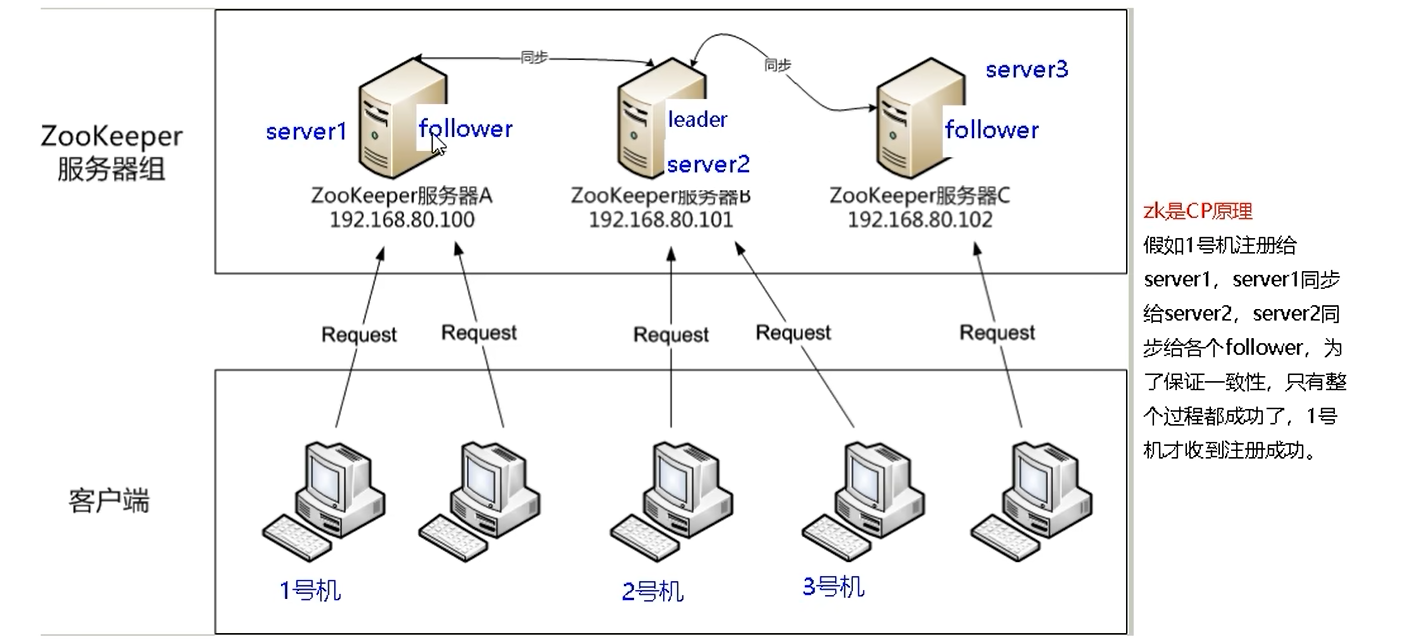 ZooKeeper
服务器组
同步
同步
server3
server1
follower
leader
server2
follower
ZooKeeper服务器A
192.168.80.100
ZooKeeper服务器B
192.168.80.101
ZooKeeper服务器C
192.168.80.102
Request
Request
Request
Request
Request
客户端
1号机
2号机
3号机
zk是CP原理
假如1号机注册给
server1，server1同步
给server2，server2同
步给各个follower，为
了保证一致性，只有整
个过程都成功了，1号
机才收到注册成功。